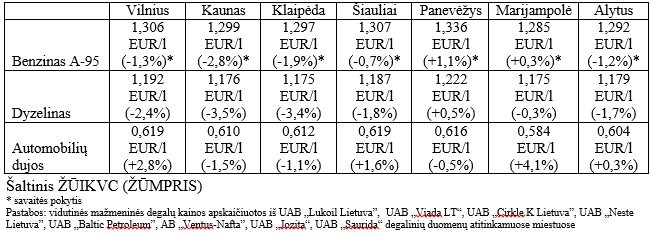 Vilnius Kaunas Klaipėda Šiauliai Panevėžys Marijampolė Alytus
1,306 1,299 1,297 1,307 1,336 1,285 1,292
EUR/l EUR/l EUR/l EUR/l EUR/l EUR/l EUR/l
Benzinas A-95 (-1,3%)* (-2,8%)* (-1,9%)* (-0,7%)* (+1,1%)* (+0,3%)* (-1,2%)*
1,192 1,176 1,175 1,187 1,222 1,175 1,179
EUR/l EUR/l EUR/l EUR/l EUR/l EUR/l EUR/l
Dyzelinas (-2,4%) (-3,5%) (-3,4%) (-1,8%) (+0,5%) (-0,3%) (-1,7%)
0,619 0,610 0,612 0,619 0,616 0,584 0,604
Automobilių EUR/l EUR/l EUR/l EUR/l EUR/l EUR/l EUR/l
dujos (+2,8%) (-1,5%) (-1,1%) (+1,6%) (-0,5%) (+4,1%) (+0,3%)
Šaltinis ŽŪIKVC (ŽŪMPRIS)
* savaitės pokytis
Pastabos: vidutinės mažmeninės degalų kainos apskaičiuotos iš UAB „Lukoil Lietuva”, UAB „Viada LT“, UAB „Cirkle K Lietuva”, UAB „Neste
Lietuva”, UAB „Baltic Petroleum”, AB „Ventus-Nafta”, UAB „Jozita”, UAB „Saurida” degalinių duomenų atitinkamuose miestuose